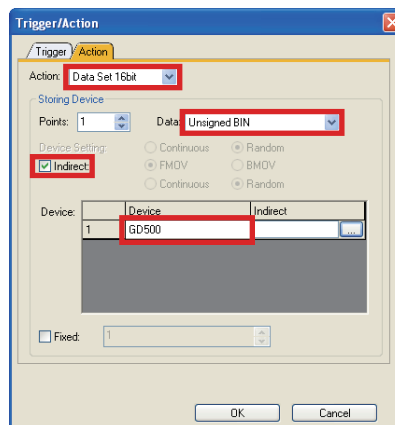 Trigger/Action
Trigger Action
Action: Data Set 16bit
Storing Device
Points: 1 Data: Unsigned BIN
Device Setting: Continuous Random
Indirect: FMOV BMOV
Continuous Random
Device: Device Indirect
1 GD500 ...
Fixed: 1
OK Cancel